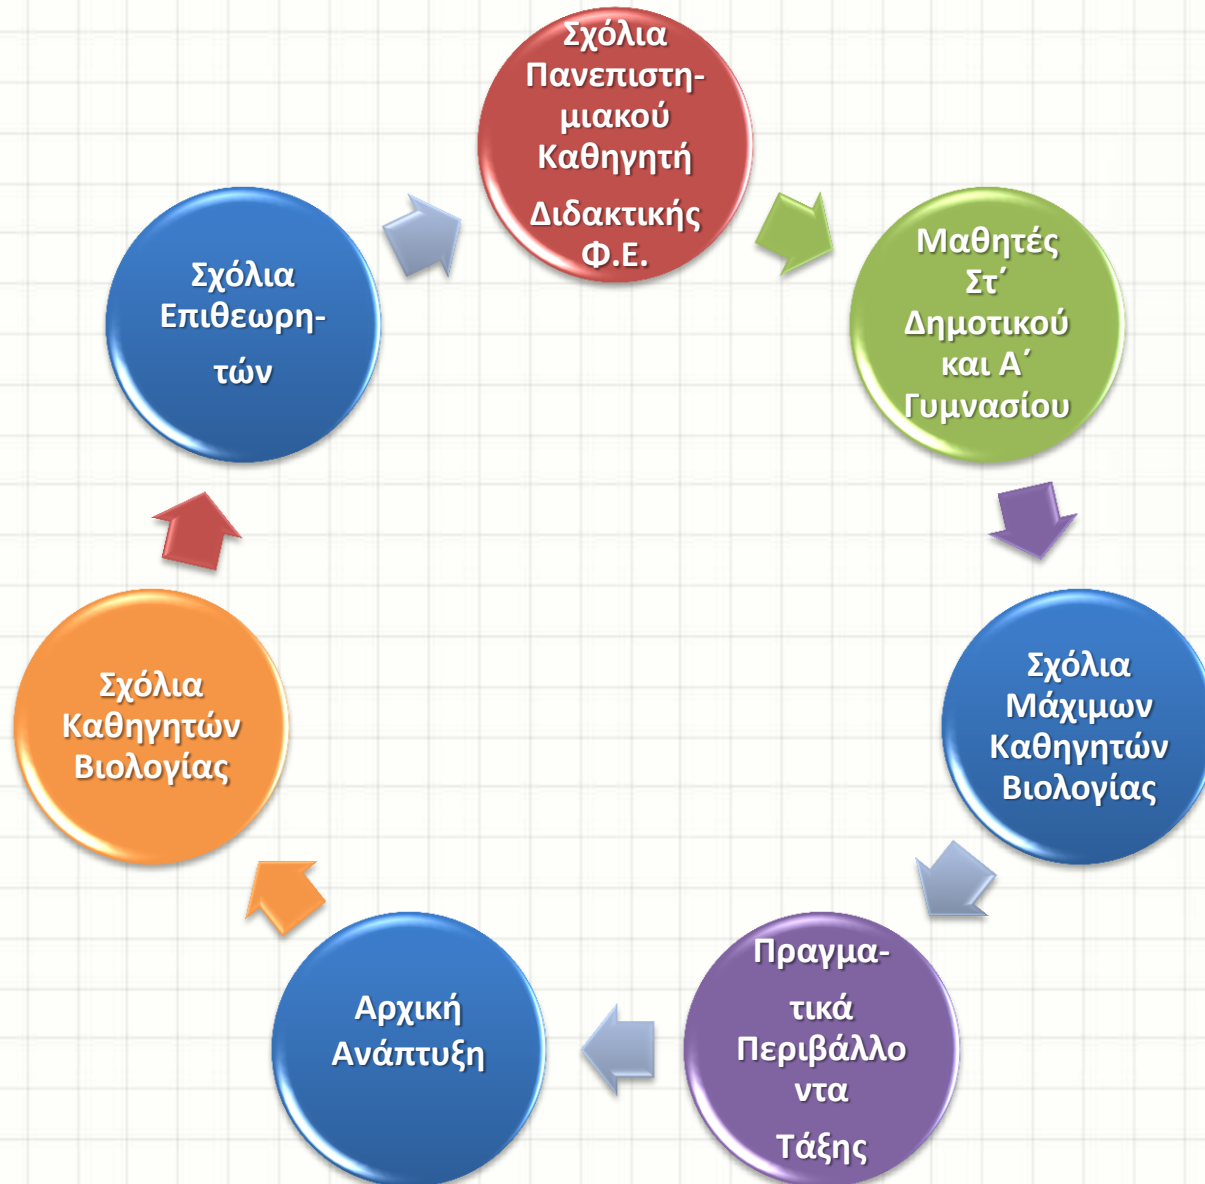 Σχόλια
Πανεπιστη-
μιακού
Καθηγητή
Διδακτικής
Φ.Ε.
Μαθητές
Στ΄
Δημοτικού
και Α΄
Γυμνασίου
Σχόλια
Μάχιμων
Καθηγητών
Βιολογίας
Πραγμα-
τικά
Περιβάλλο
ντα
Τάξης
Αρχική
Ανάπτυξη
Σχόλια
Καθηγητών
Βιολογίας
Σχόλια
Επιθεωρη-
τών